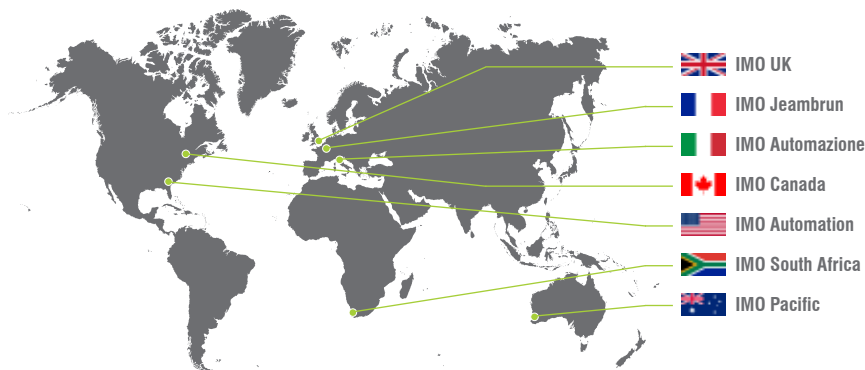 IMO UK
IMO Jeambrun
IMO Automazione
IMO Canada
IMO Automation
IMO South Africa
IMO Pacific